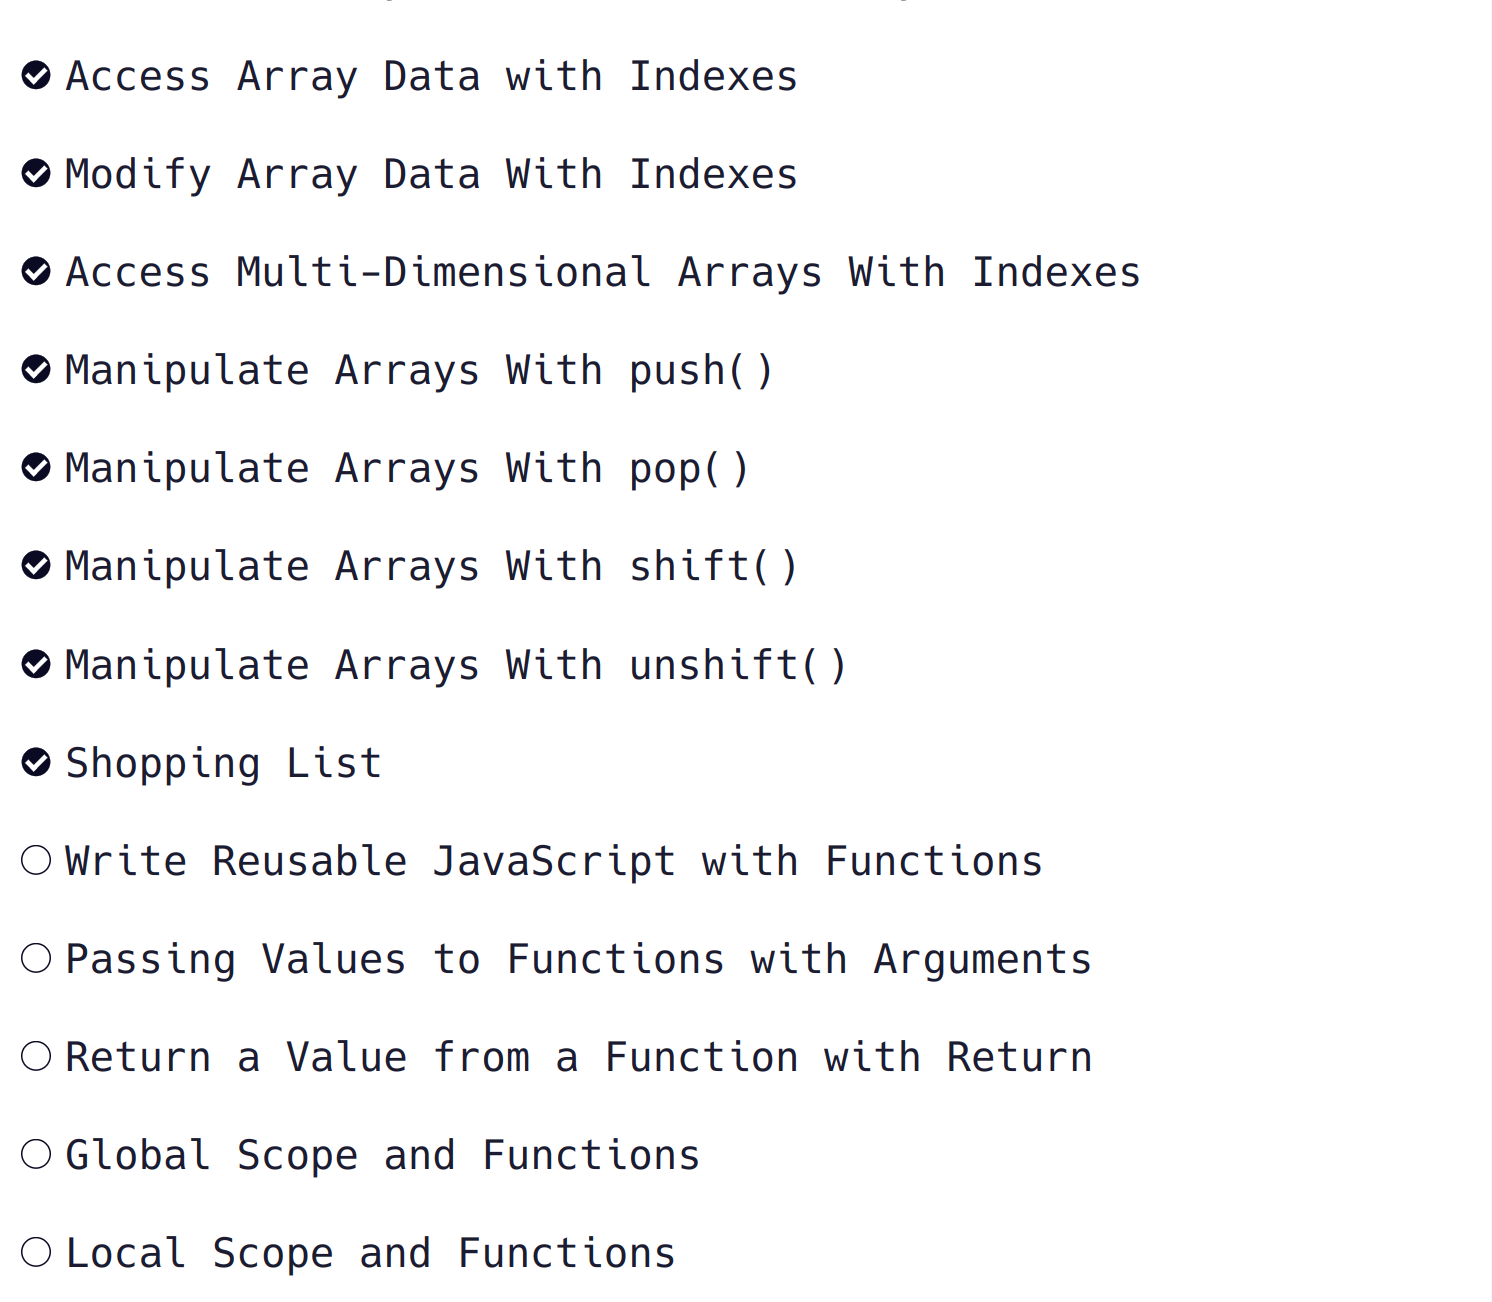 Access Array Data with Indexes
Modify Array Data With Indexes
Access Multi-Dimensional Arrays With Indexes
Manipulate Arrays With push()
Manipulate Arrays With pop()
Manipulate Arrays With shift()
Manipulate Arrays With unshift()
Shopping List
Write Reusable JavaScript with Functions
Passing Values to Functions with Arguments
Return a Value from a Function with Return
Global Scope and Functions
Local Scope and Functions